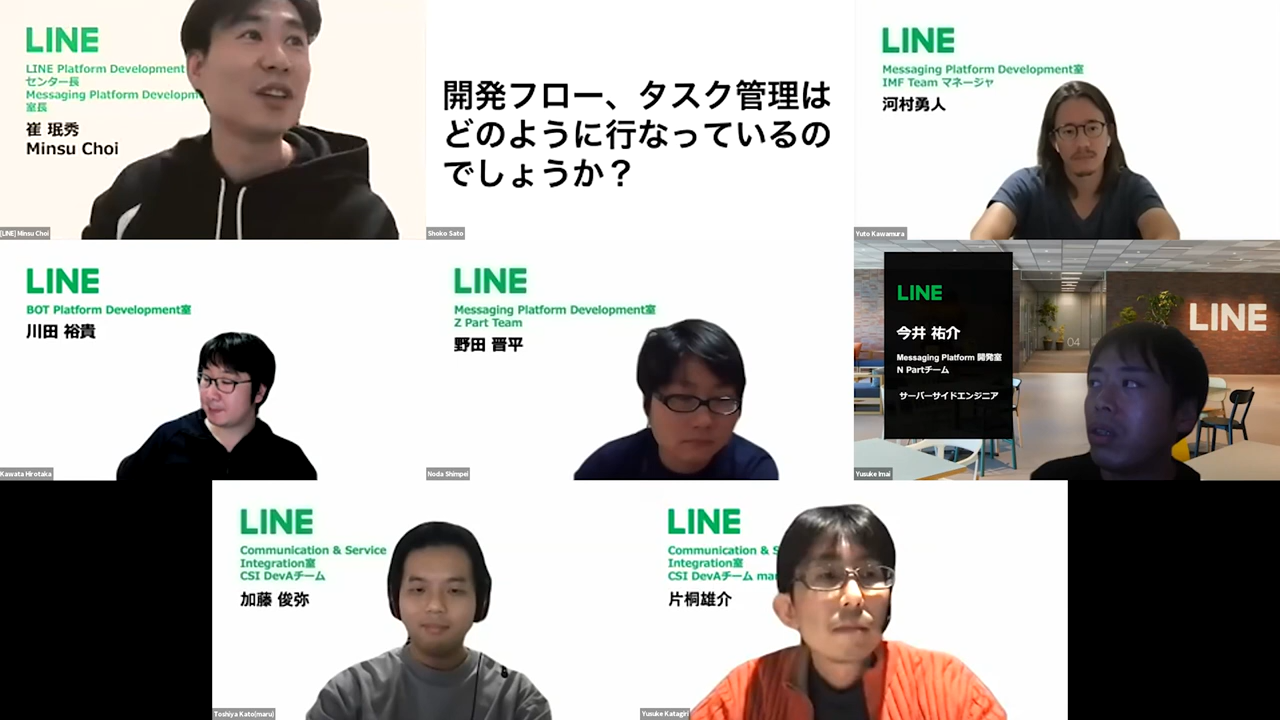 LINE
LINE Platform Development
センター長
Messaging Platform Developm
室長
崔 珉秀
Minsu Choi
[LINE] Minsu Choi
開発フロー、タスク管理は
どのように行なっているの
でしょうか？
Shoko Sato
LINE
Messaging Platform Development室
IMF Team マネージャ
河村勇人
Yuto Kawamura
LINE
BOT Platform Development室
川田 裕貴
Kawata Hirotaka
LINE
Messaging Platform Development室
Z Part Team
野田 晋平
Noda Shimpei
LINE
今井 祐介
Messaging Platform 開発室
N Partチーム
サーバーサイドエンジニア
04
LINE
Yusuke Imai
LINE
Communication & Service
Integration室
CSI DevAチーム
加藤 俊弥
Toshiya Kato(maru)
LINE
Communication & S
Integration室
CSI DevAチーム ma
片桐雄介
Yusuke Katagiri